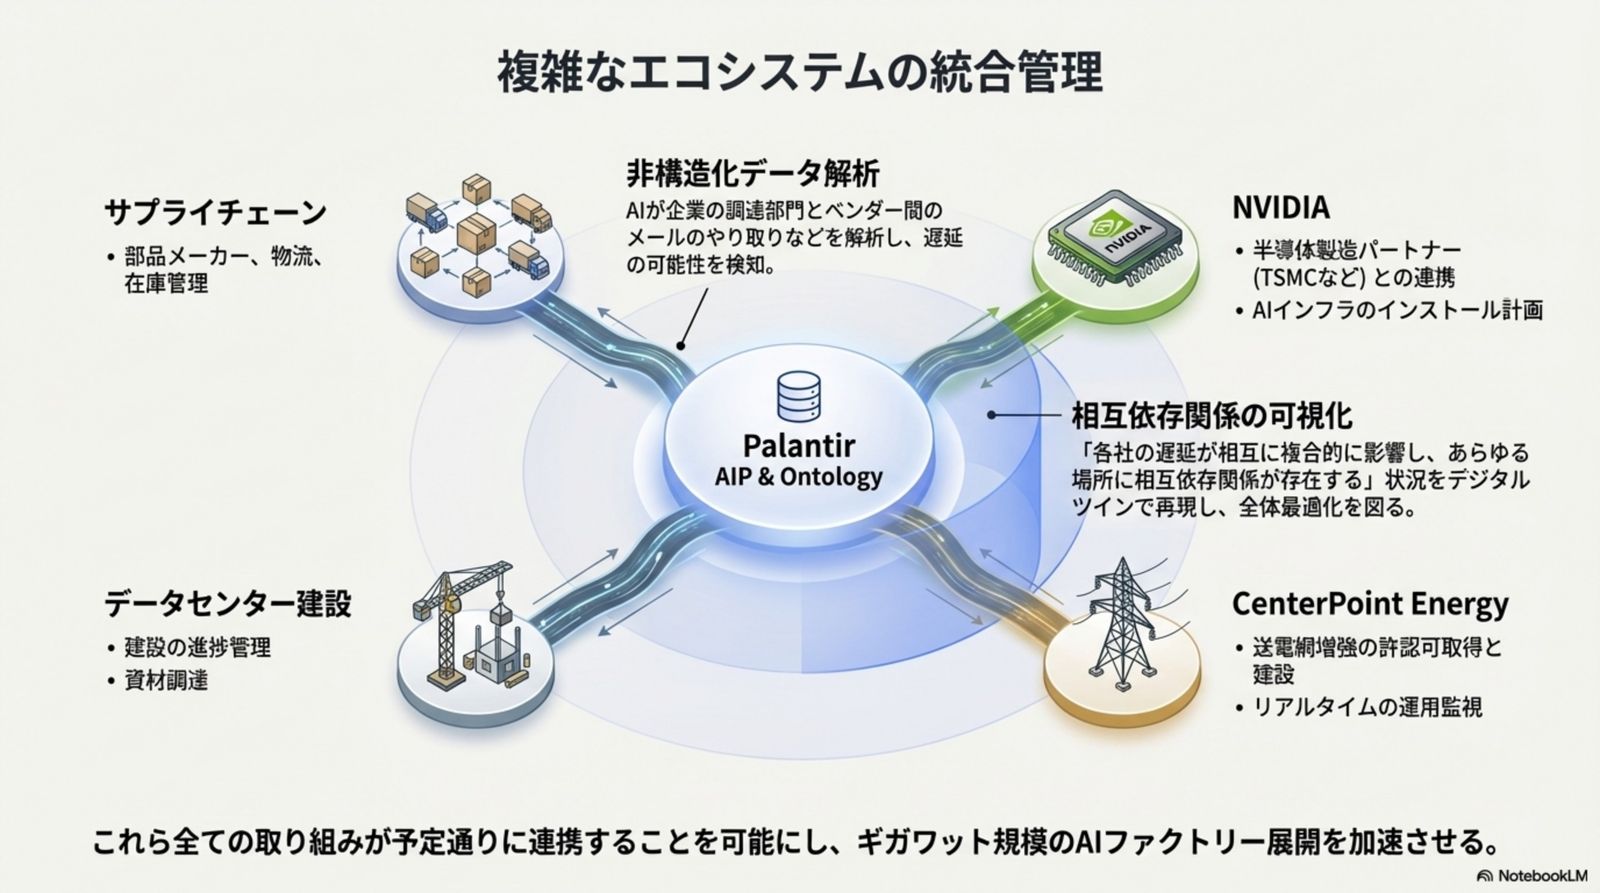 複雑なエコシステムの統合管理
サプライチェーン
• 部品メーカー、物流、
在庫管理
非構造化データ解析
AIが企業の調達部門とベンダー間の
メールのやり取りなどを解析し、遅延
の可能性を検知。
NVIDIA
NVIDIA
• 半導体製造パートナー
(TSMCなど) との連携
• AIインフラのインストール計画
Palantir
AIP & Ontology
相互依存関係の可視化
「各社の遅延が相互に複合的に影響し、あらゆる
場所に相互依存関係が存在する」状況をデジタル
ツインで再現し、全体最適化を図る。
データセンター建設
• 建設の進捗管理
• 資材調達
CenterPoint Energy
• 送電網増強の許認可取得と
建設
• リアルタイムの運用監視
これら全ての取り組みが予定通りに連携することを可能にし、ギガワット規模のAIファクトリー展開を加速させる。
NotebookLM